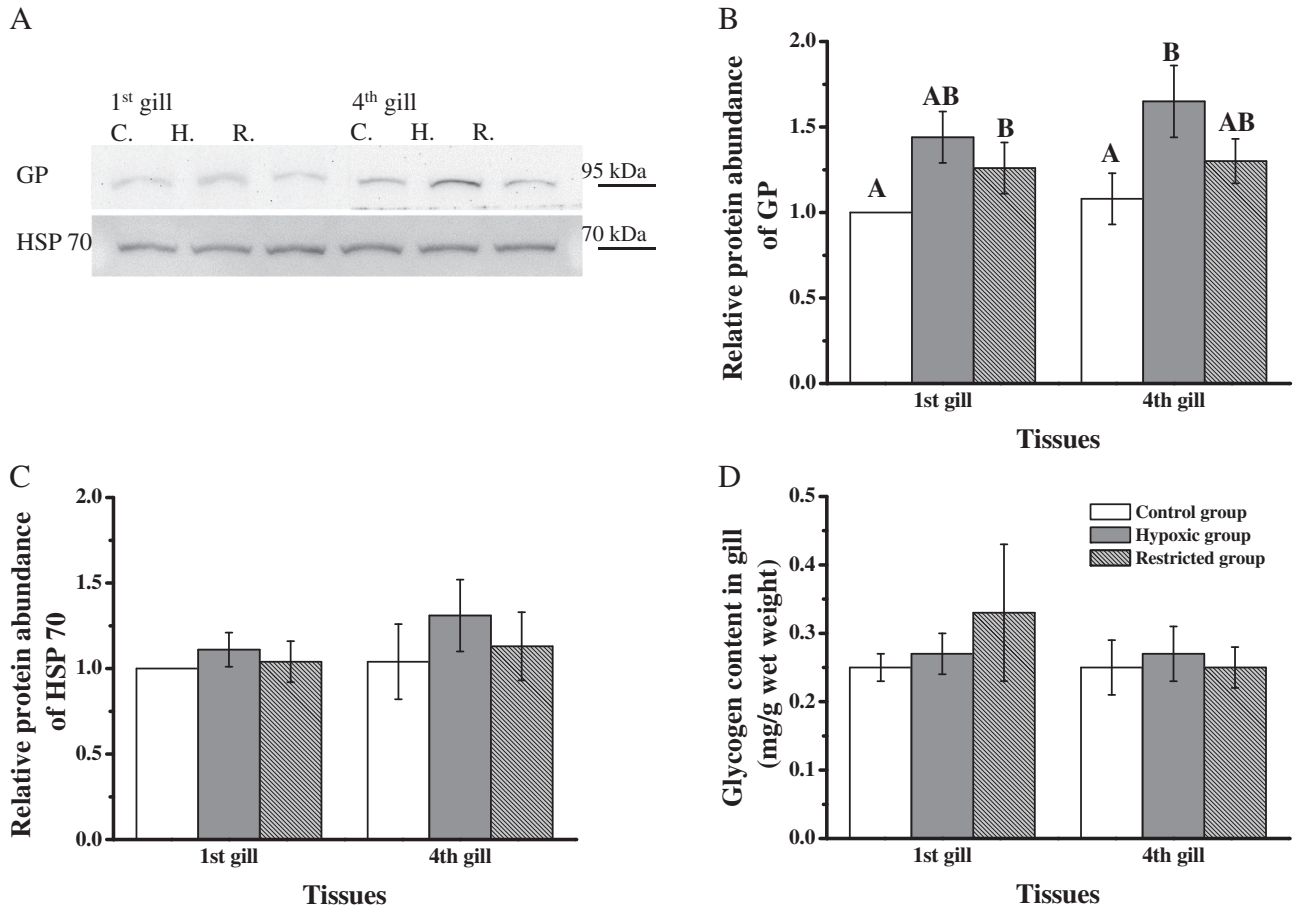 A
1st gill
4th gill
C. H. R. C. H. R.
GP
95 kDa
HSP 70
70 kDa
B
Relative protein abundance
of GP
2.0
1.5
1.0
0.5
0.0
A
AB
B
A
B
AB
1st gill
4th gill
Tissues
C
Relative protein abundance
of HSP 70
2.0
1.5
1.0
0.5
0.0
1st gill
4th gill
Tissues
D
Glycogen content in gill
(mg/g wet weight)
0.5
0.4
0.3
0.2
0.1
0.0
Control group
Hypoxic group
Restricted group
1st gill
4th gill
Tissues